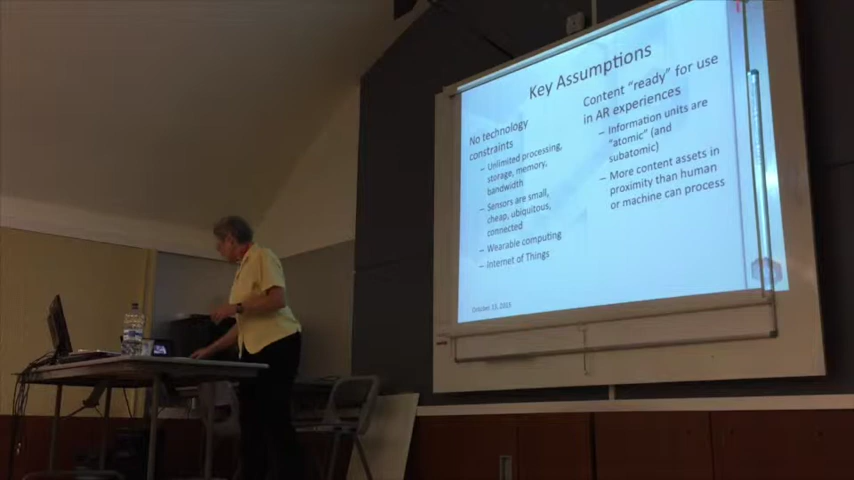 Key Assumptions
No technology
constraints
– Unlimited processing,
storage, memory,
bandwidth
– Sensors are small,
cheap, ubiquitous,
connected
– Wearable computing
– Internet of Things
Content “ready” for use
in AR experiences
– Information units are
“atomic” (and
subatomic)
– More content assets in
proximity than human
or machine can process